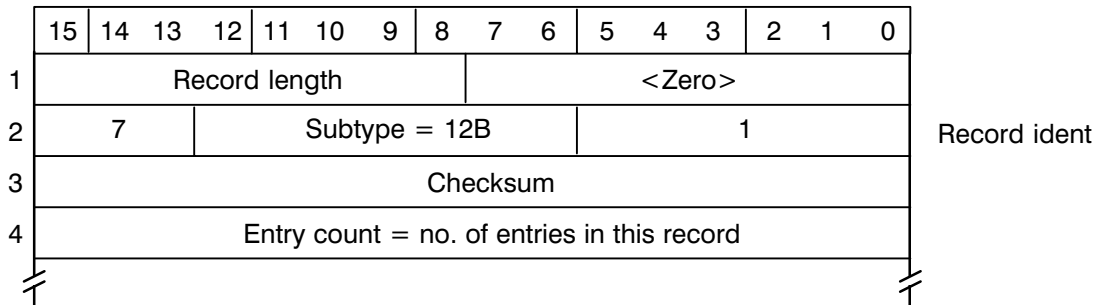 15 14 13 12 11 10 9 8 7 6 5 4 3 2 1 0
1 Record length <Zero>
2 7 Subtype = 12B 1 Record ident
3 Checksum
4 Entry count = no. of entries in this record